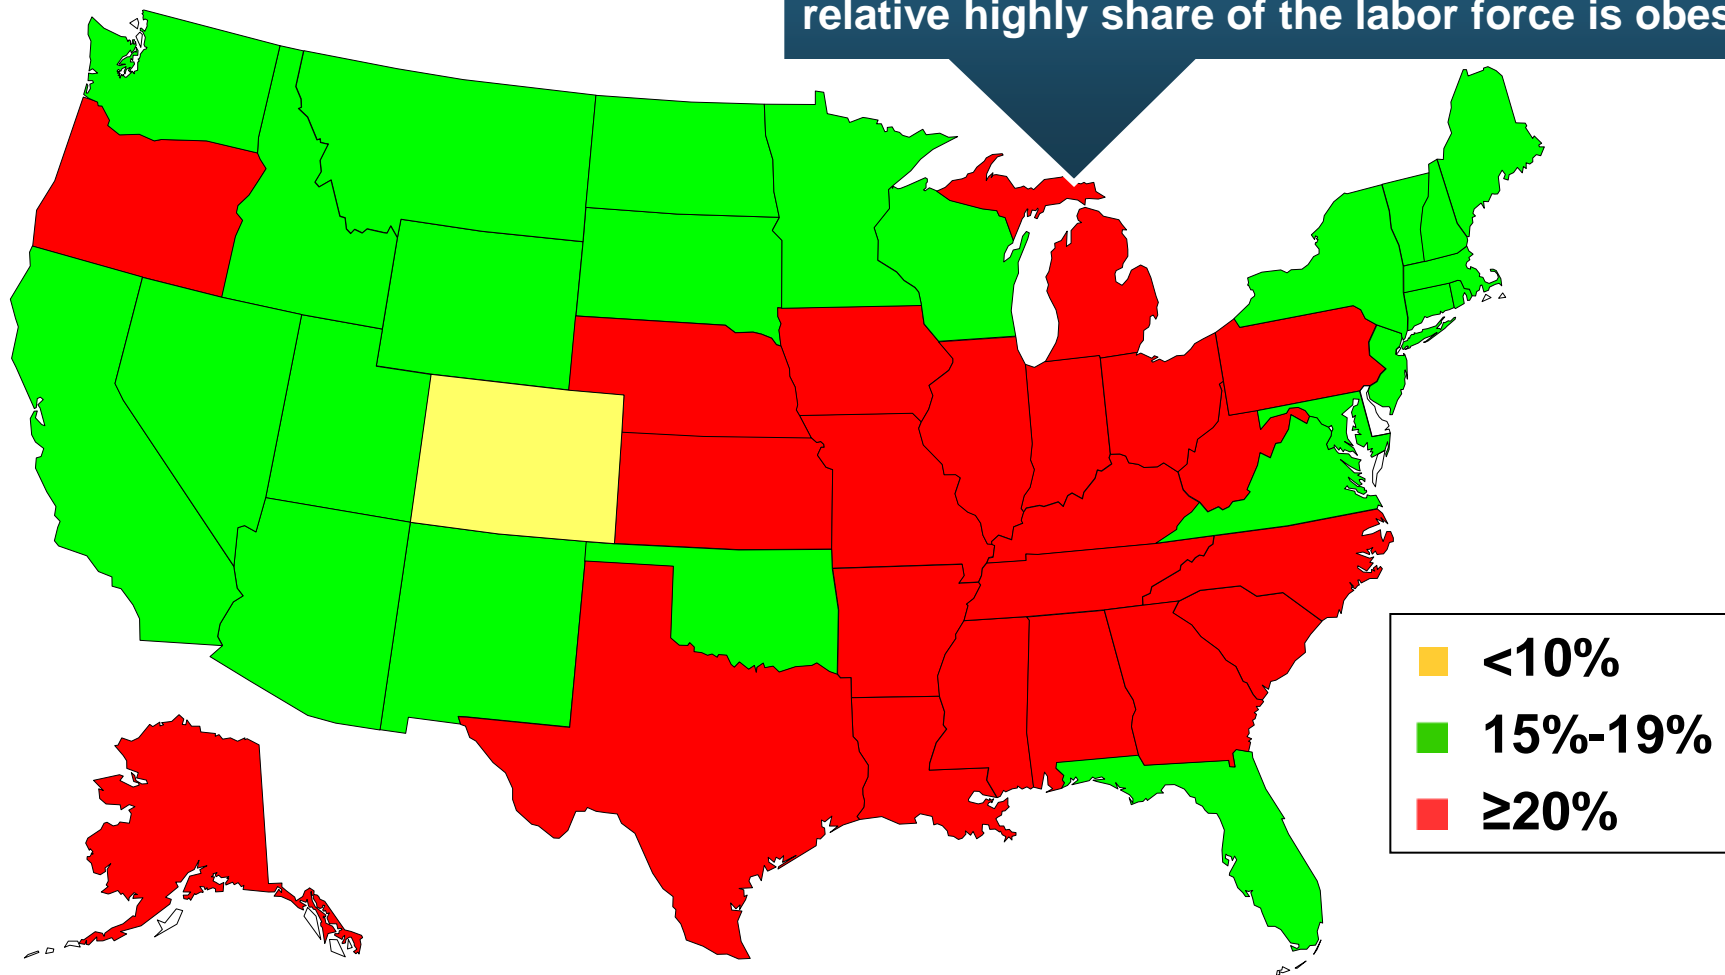 relative highly share of the labor force is obes
<10%
15%-19%
≥20%